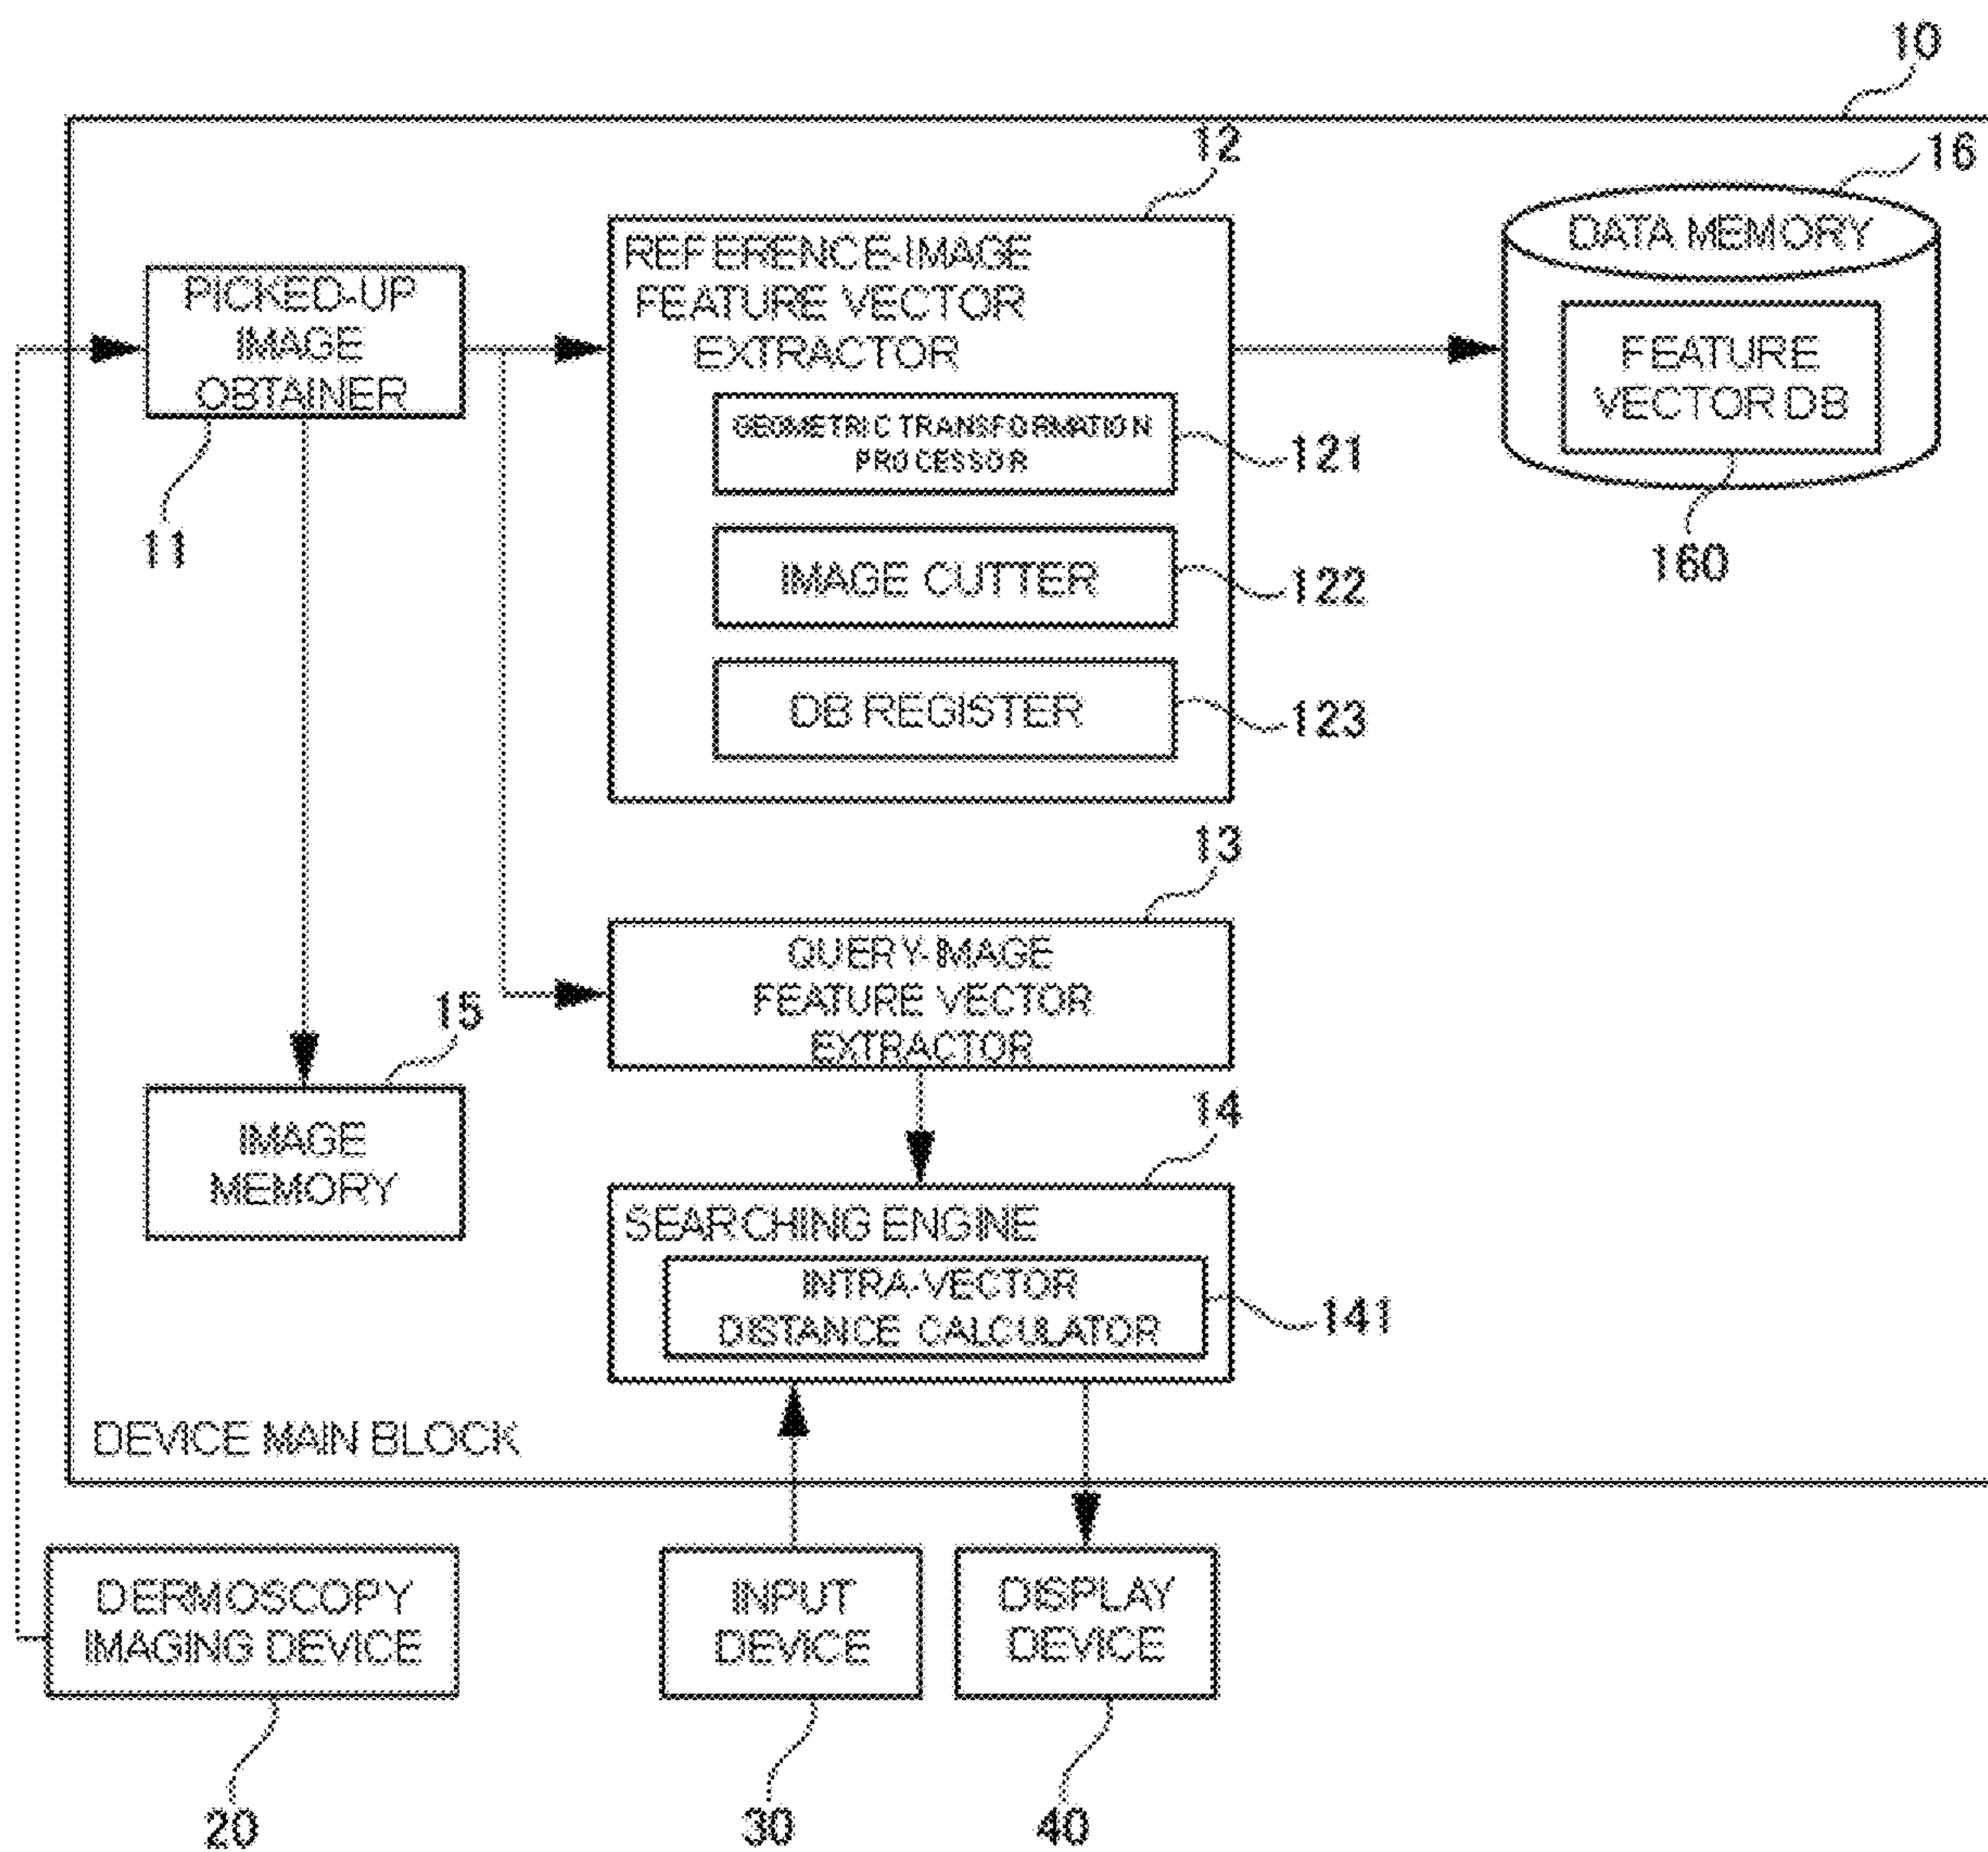 10
12
16
REFERENCE-IMAGE
FEATURE VECTOR
EXTRACTOR
DATA MEMORY
PICKED-UP
IMAGE
OBTAINER
FEATURE
VECTOR DB
GEOMETRIC TRANSFORMATION
PROCESSOR
121
11
160
IMAGE CUTTER
122
DB REGISTER
123
13
QUERY-IMAGE
FEATURE VECTOR
EXTRACTOR
15
14
IMAGE
MEMORY
SEARCHING ENGINE
INTRA-VECTOR
DISTANCE CALCULATOR
141
DEVICE MAIN BLOCK
DERMOSCOPY
IMAGING DEVICE
INPUT
DEVICE
DISPLAY
DEVICE
20
30
40